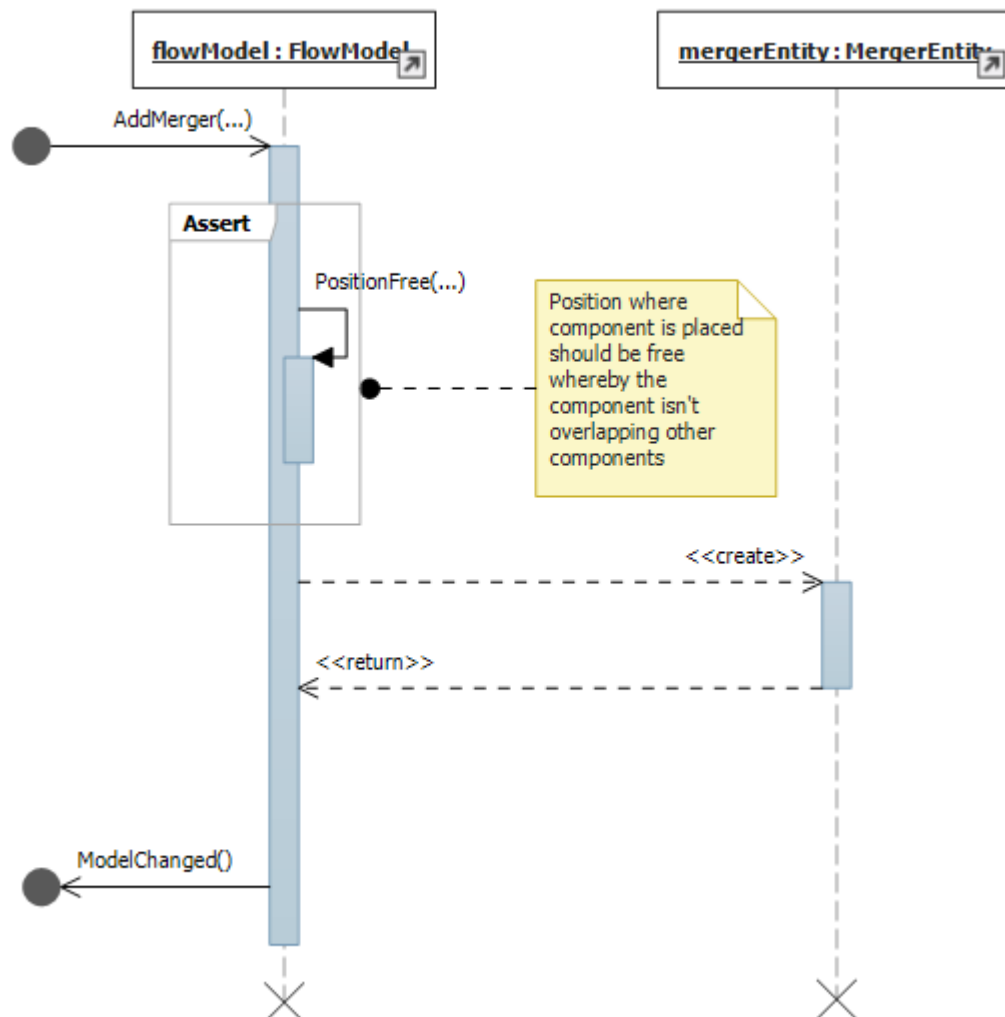 flowModel : FlowModel
mergerEntity : MergerEntity
AddMerger(...)
Assert
PositionFree(...)
Position where
component is placed
should be free
whereby the
component isn't
overlapping other
components
<<create>>
<<return>>
ModelChanged()